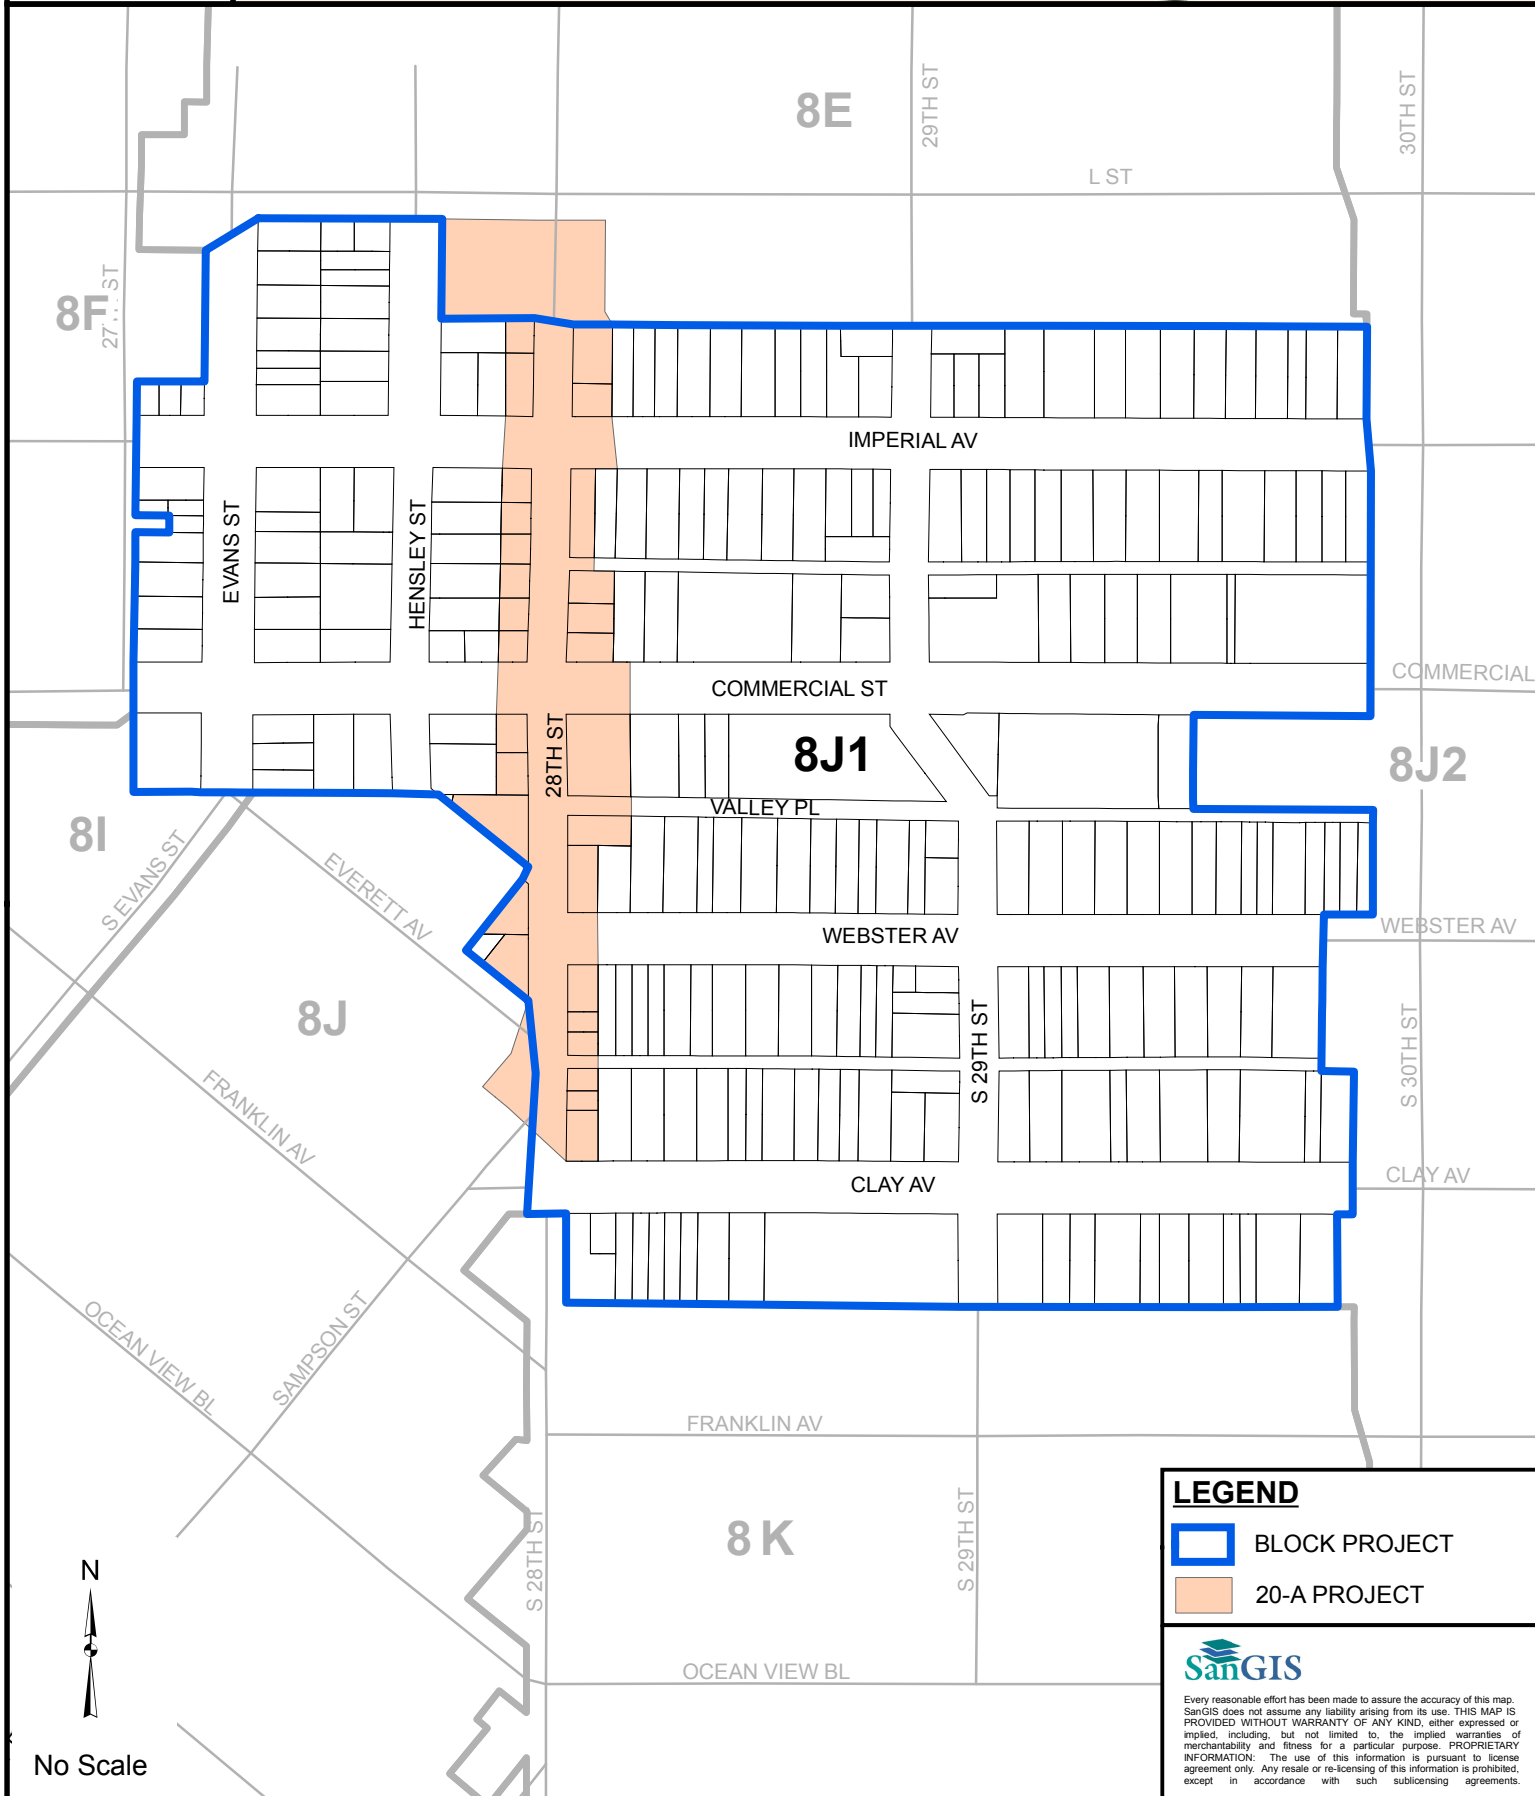 8E
29TH ST
30TH ST
L ST
8F
ST
IMPERIAL AV
EVANS ST
HENSLEY ST
COMMERCIAL ST
COMMERCIAL
28TH ST
8J1
8J2
VALLEY PL
8I
S EVANS ST
EVERETT AV
WEBSTER AV
WEBSTER AV
8J
S 29TH ST
S 30TH ST
FRANKLIN AV
CLAY AV
CLAY AV
OCEAN VIEW BL
SAMPSON ST
FRANKLIN AV
8 K
S 28TH ST
S 29TH ST
OCEAN VIEW BL
N
No Scale
LEGEND
BLOCK PROJECT
20-A PROJECT
SanGIS
Every reasonable effort has been made to assure the accuracy of this map.
SanGIS does not assume any liability arising from its use. THIS MAP IS
PROVIDED WITHOUT WARRANTY OF ANY KIND, either expressed or
implied, including, but not limited to, the implied warranties of
merchantability and fitness for a particular purpose. PROPRIETARY
INFORMATION: The use of this information is pursuant to license
agreement only. Any resale or re-licensing of this information is prohibited,
except in accordance with such sublicensing agreements.